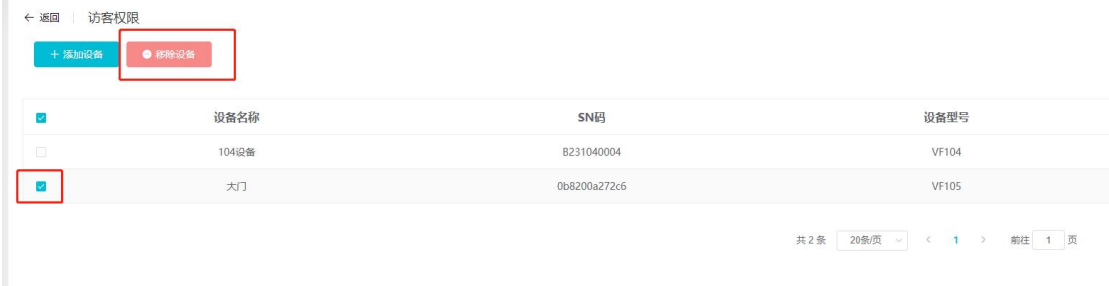 ← 返回 访客权限
+ 添加设备 移除设备
设备名称 SN码 设备型号
104设备 B231040004 VF104
大门 0b8200a272c6 VF105
共 2 条 20条/页 < 1 > 前往 1 页